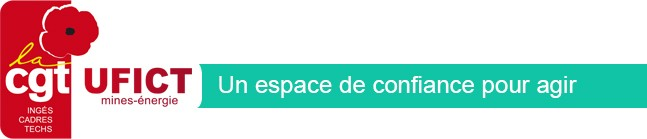 la
cgt UFICT
mines-énergie
INGÉS
CADRES
TECHS
Un espace de confiance pour agir